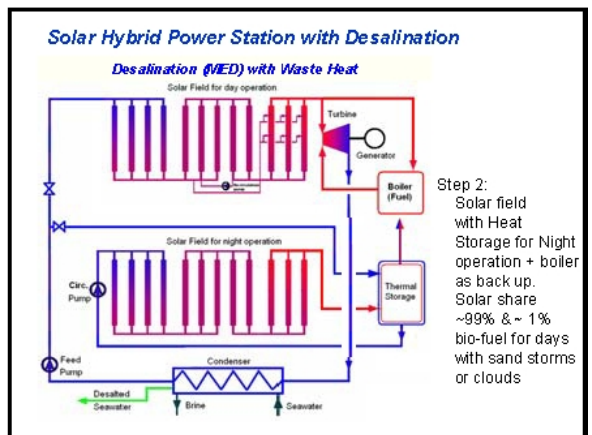 Solar Hybrid Power Station with Desalination
Desalination (MED) with Waste Heat
Solar Field for day operation
Turbine
Generator
Boiler
(Fuel)
Step 2:
Solar field
with Heat
Storage for Night
operation + boiler
as back up.
Solar share
~99% &~ 1%
bio-fuel for days
with sand storms
or clouds
Solar Field for night operation
Circ.
Pump
Thermal
Storage
Feed
Pump
Condenser
Desalted
Seawater
Brine
Seawater